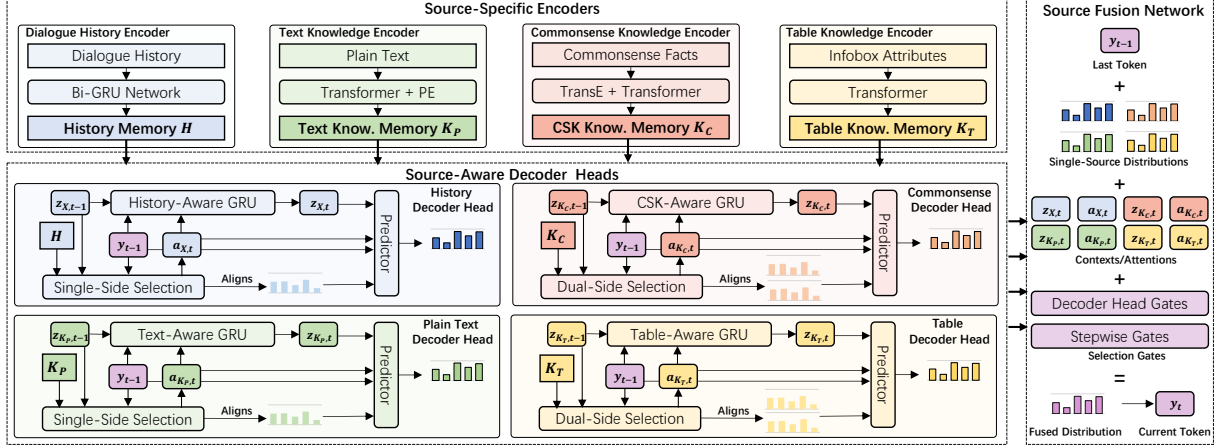 Source-Specific Encoders
Dialogue History Encoder
Dialogue History
Bi-GRU Network
History Memory H
Text Knowledge Encoder
Plain Text
Transformer + PE
Text Know. Memory K_P
Commonsense Knowledge Encoder
Commonsense Facts
TransE + Transformer
CSK Know. Memory K_C
Table Knowledge Encoder
Infobox Attributes
Transformer
Table Know. Memory K_T
Source-Aware Decoder Heads
z_{X,t-1}
History-Aware GRU
z_{X,t}
History
Decoder Head
H
y_{t-1}
a_{X,t}
Predictor
Single-Side Selection
Aligns
z_{K_C,t-1}
CSK-Aware GRU
z_{K_C,t}
Commonsense
Decoder Head
K_C
y_{t-1}
a_{K_C,t}
Predictor
Dual-Side Selection
Aligns
z_{K_P,t-1}
Text-Aware GRU
z_{K_P,t}
Plain Text
Decoder Head
K_P
y_{t-1}
a_{K_P,t}
Predictor
Single-Side Selection
Aligns
z_{K_T,t-1}
Table-Aware GRU
z_{K_T,t}
Table
Decoder Head
K_T
y_{t-1}
a_{K_T,t}
Predictor
Dual-Side Selection
Aligns
Source Fusion Network
y_{t-1}
Last Token
+
Single-Source Distributions
+
z_{X,t} a_{X,t} z_{K_C,t} a_{K_C,t}
z_{K_P,t} a_{K_P,t} z_{K_T,t} a_{K_T,t}
Contexts/Attentions
+
Decoder Head Gates
Stepwise Gates
Selection Gates
=
y_t
Fused Distribution Current Token